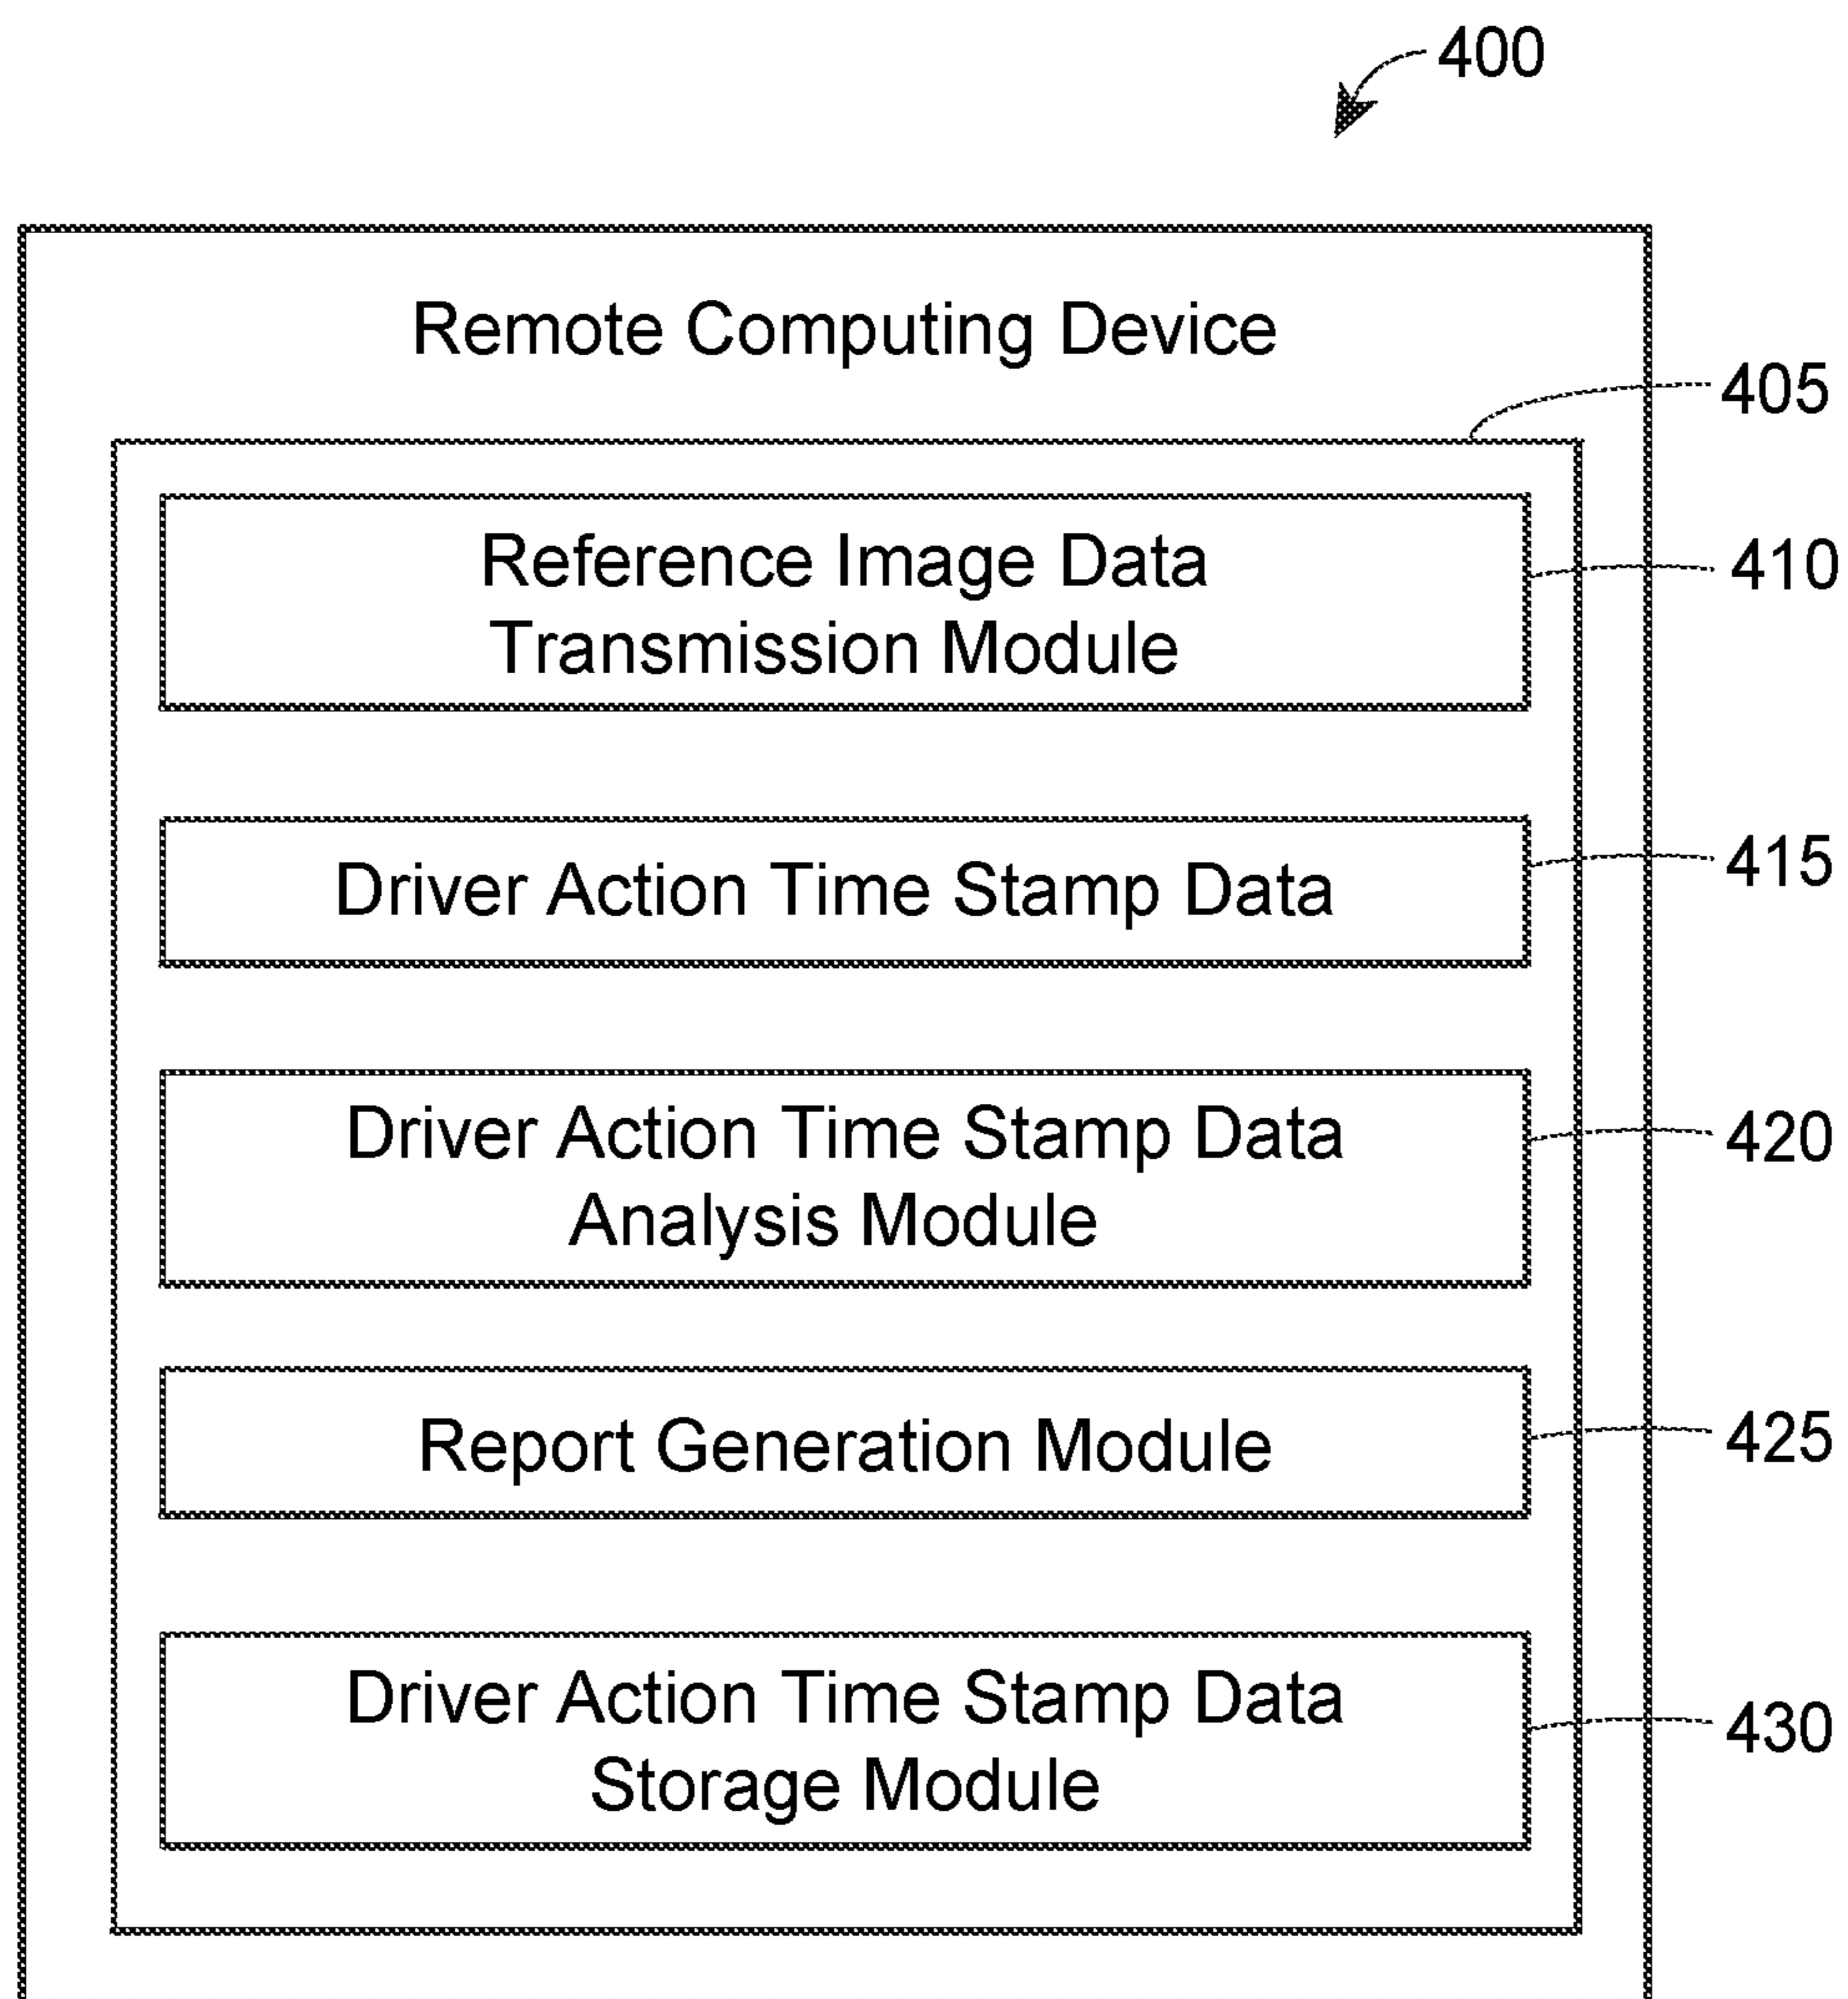 400
Remote Computing Device
405
Reference Image Data
Transmission Module
410
Driver Action Time Stamp Data
415
Driver Action Time Stamp Data
Analysis Module
420
Report Generation Module
425
Driver Action Time Stamp Data
Storage Module
430